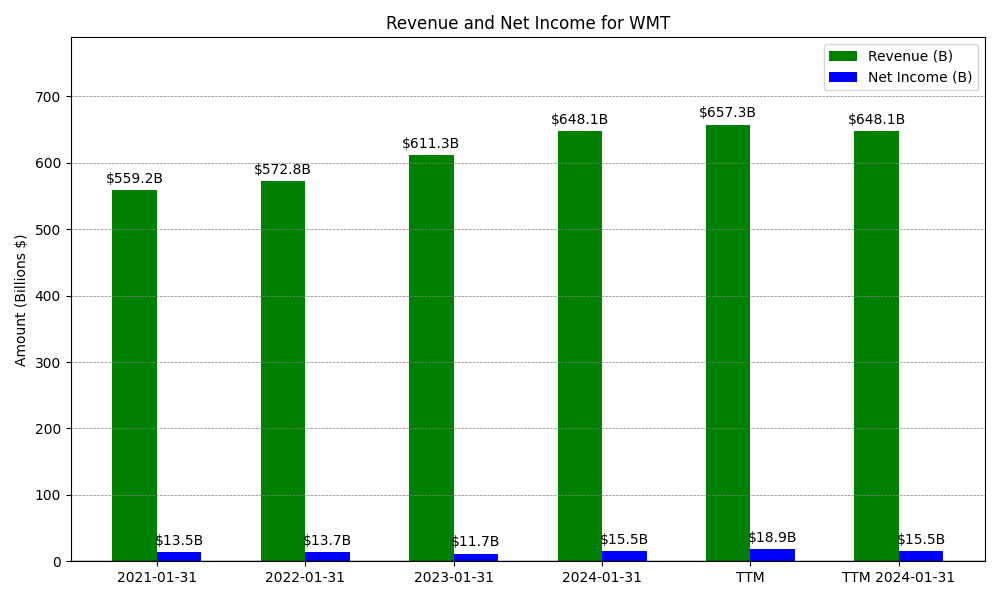 Revenue and Net Income for WMT
Revenue (B)
Net Income (B)
Amount (Billions $)
700
600
500
400
300
200
100
0
$559.2B
$572.8B
$611.3B
$648.1B
$657.3B
$648.1B
$13.5B
$13.7B
$11.7B
$15.5B
$18.9B
$15.5B
2021-01-31
2022-01-31
2023-01-31
2024-01-31
TTM
TTM 2024-01-31